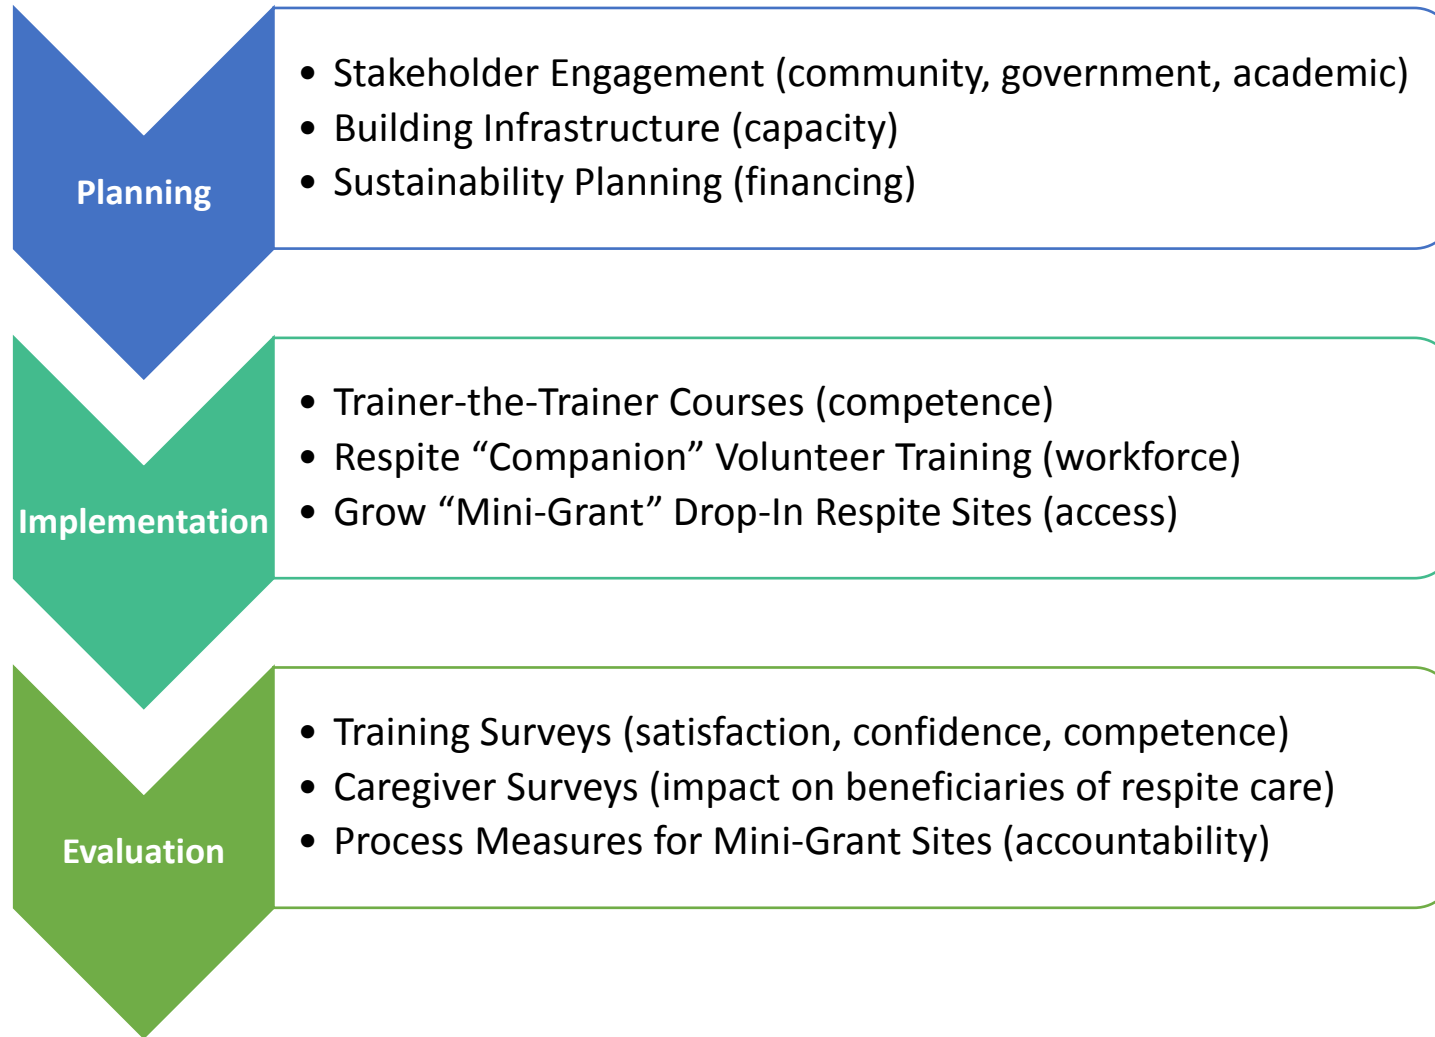 Planning
• Stakeholder Engagement (community, government, academic)
• Building Infrastructure (capacity)
• Sustainability Planning (financing)
Implementation
• Trainer-the-Trainer Courses (competence)
• Respite “Companion” Volunteer Training (workforce)
• Grow “Mini-Grant” Drop-In Respite Sites (access)
Evaluation
• Training Surveys (satisfaction, confidence, competence)
• Caregiver Surveys (impact on beneficiaries of respite care)
• Process Measures for Mini-Grant Sites (accountability)